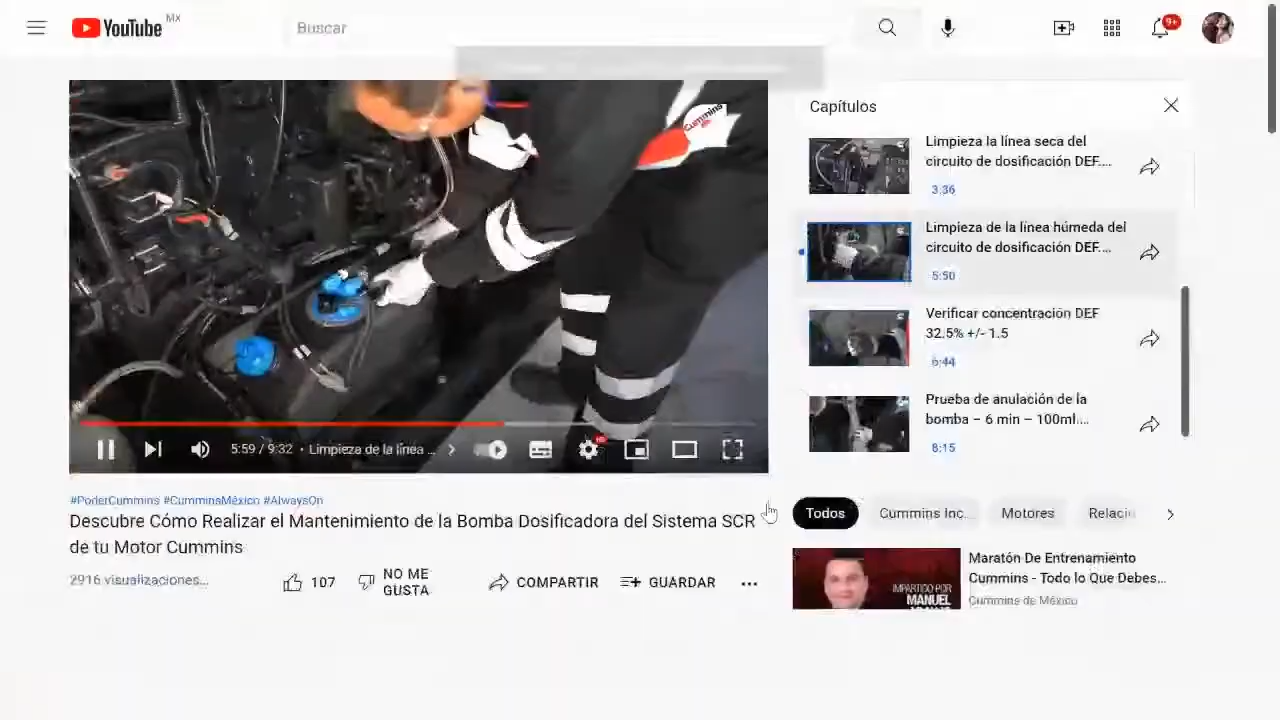 YouTube MX
Buscar
9+
Cummins
5:59 / 9:32 • Limpieza de la línea ...
#PoderCummins #CumminsMéxico #AlwaysOn
Descubre Cómo Realizar el Mantenimiento de la Bomba Dosificadora del Sistema SCR
de tu Motor Cummins
2916 visualizaciones...
107
NO ME
GUSTA
COMPARTIR
GUARDAR
Capítulos
Limpieza la línea seca del
circuito de dosificación DEF....
3:36
Limpieza de la línea húmeda del
circuito de dosificación DEF....
5:50
Verificar concentración DEF
32.5% +/- 1.5
6:44
Prueba de anulación de la
bomba – 6 min – 100ml....
8:15
Todos
Cummins Inc...
Motores
Relacio
IMPARTIDO POR
MANUEL
Maratón De Entrenamiento
Cummins - Todo lo Que Debes...
Cummins de México